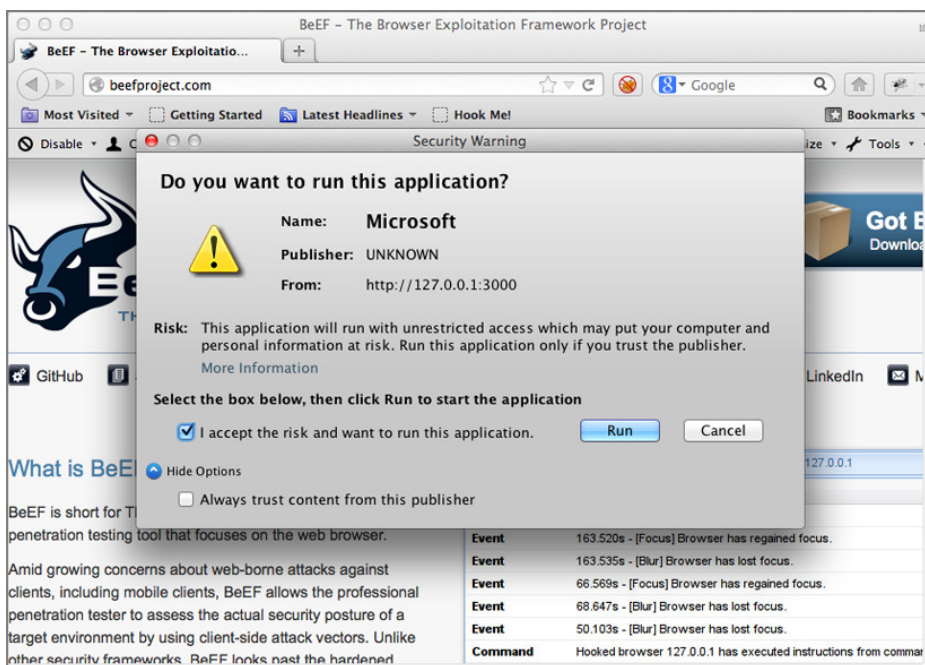 BeEF – The Browser Exploitation Framework Project
BeEF – The Browser Exploitatio...
beefproject.com
Google
Most Visited
Getting Started
Latest Headlines
Hook Me!
Bookmarks
Disable
Security Warning
Tools
Do you want to run this application?
Name: Microsoft
Publisher: UNKNOWN
From: http://127.0.0.1:3000
Got
Risk: This application will run with unrestricted access which may put your computer and
personal information at risk. Run this application only if you trust the publisher.
More Information
GitHub
LinkedIn
Select the box below, then click Run to start the application
I accept the risk and want to run this application.
Run
Cancel
What is
127.0.0.1
Hide Options
Always trust content from this publisher
BeEF is short for
penetration testing tool that focuses on the web browser.
Amid growing concerns about web-borne attacks against
clients, including mobile clients, BeEF allows the professional
penetration tester to assess the actual security posture of a
target environment by using client-side attack vectors. Unlike
other security frameworks, BeEF looks past the hardened
Event 163.520s - [Focus] Browser has regained focus.
Event 163.535s - [Blur] Browser has lost focus.
Event 66.569s - [Focus] Browser has regained focus.
Event 68.647s - [Blur] Browser has lost focus.
Event 50.103s - [Blur] Browser has lost focus.
Command Hooked browser 127.0.0.1 has executed instructions from